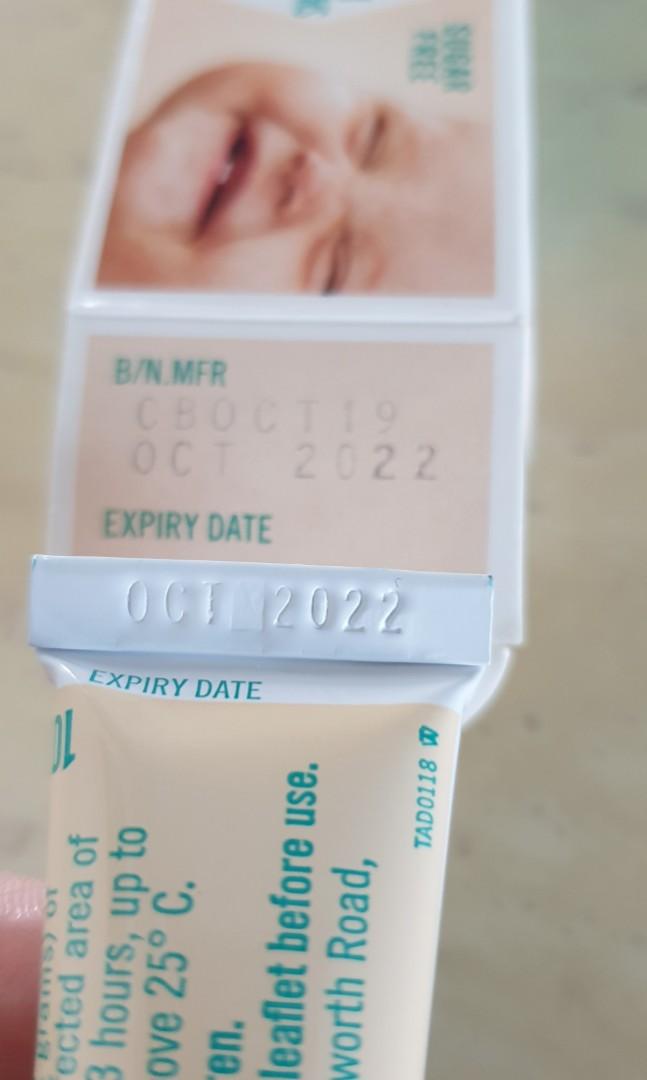 SUGAR
FREE
B/N.MFR
CBOCT19
OCT 2022
EXPIRY DATE
OCT 2022
EXPIRY DATE
TAD0118
ected area of
3 hours, up to
ove 25° C.
en.
leaflet before use.
worth Road,